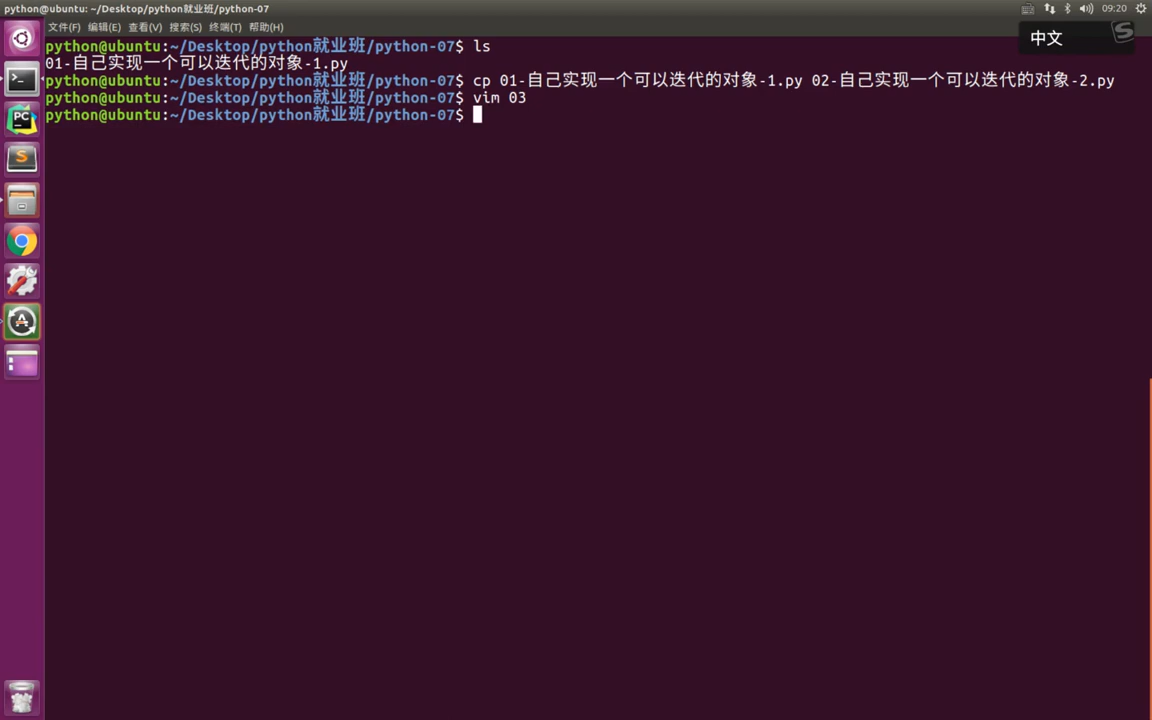 python@ubuntu: ~/Desktop/python就业班/python-07
09:20
文件(F) 编辑(E) 查看(V) 搜索(S) 终端(T) 帮助(H)
中文
python@ubuntu:~/Desktop/python就业班/python-07$ ls
01-自己实现一个可以迭代的对象-1.py
python@ubuntu:~/Desktop/python就业班/python-07$ cp 01-自己实现一个可以迭代的对象-1.py 02-自己实现一个可以迭代的对象-2.py
python@ubuntu:~/Desktop/python就业班/python-07$ vim 03
python@ubuntu:~/Desktop/python就业班/python-07$
PC
S